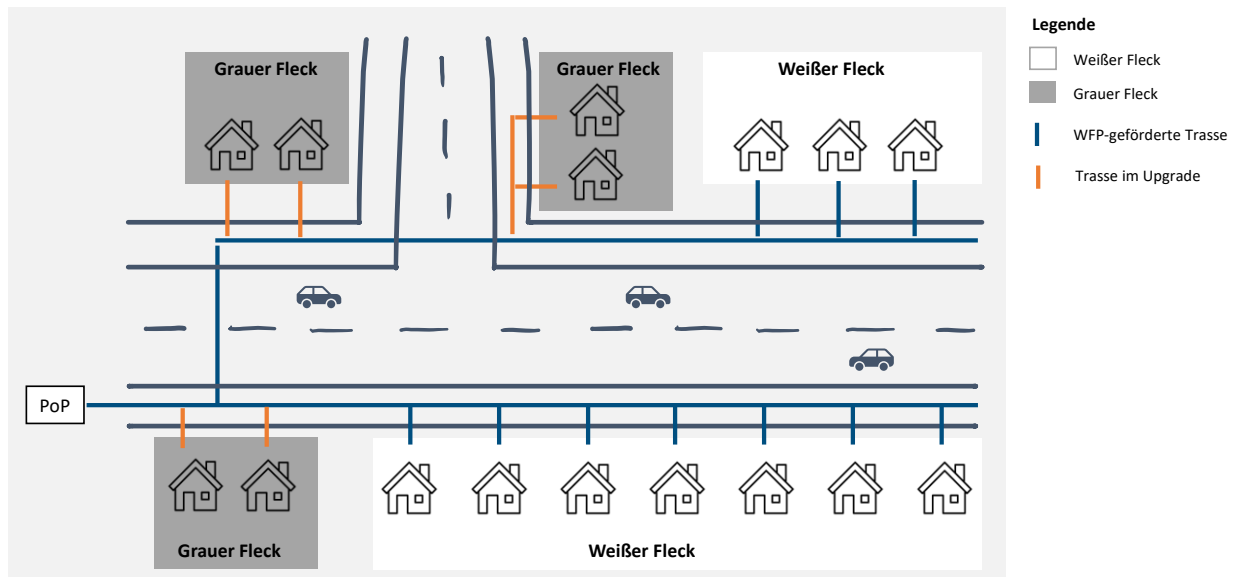 Grauer Fleck
Grauer Fleck
Weißer Fleck
PoP
Grauer Fleck
Weißer Fleck
Legende
Weißer Fleck
Grauer Fleck
WFP-geförderte Trasse
Trasse im Upgrade